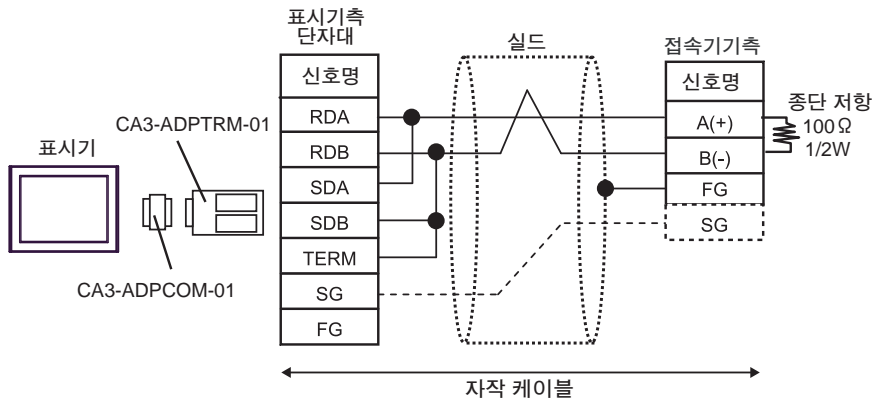 표시기측
단자대
신호명
RDA
RDB
SDA
SDB
TERM
SG
FG
실드
접속기기측
신호명
A(+)
B(-)
FG
SG
종단 저항
100Ω
1/2W
표시기
CA3-ADPTRM-01
CA3-ADPCOM-01
자작 케이블